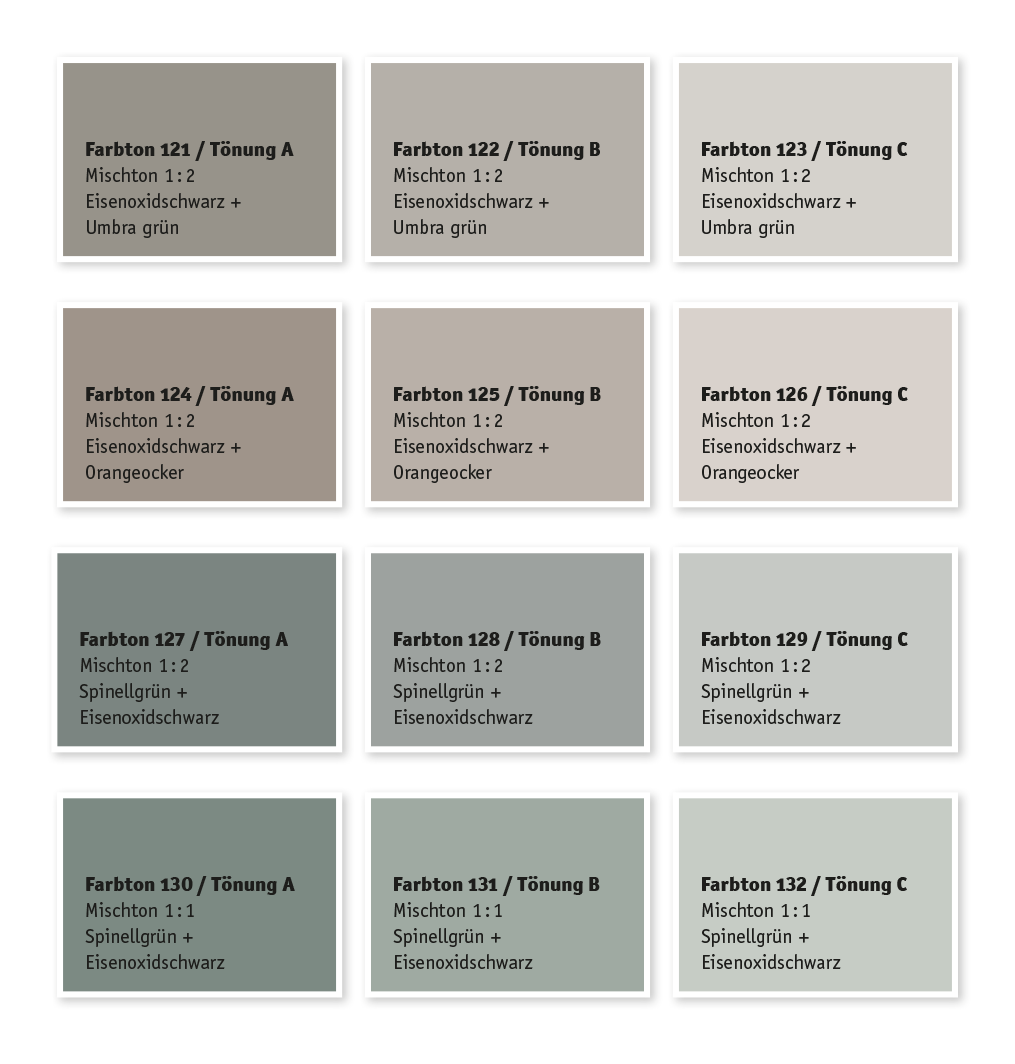 Farbton 121 / Tönung A
Mischton 1:2
Eisenoxidschwarz +
Umbra grün
Farbton 122 / Tönung B
Mischton 1:2
Eisenoxidschwarz +
Umbra grün
Farbton 123 / Tönung C
Mischton 1:2
Eisenoxidschwarz +
Umbra grün
Farbton 124 / Tönung A
Mischton 1:2
Eisenoxidschwarz +
Orangeocker
Farbton 125 / Tönung B
Mischton 1:2
Eisenoxidschwarz +
Orangeocker
Farbton 126 / Tönung C
Mischton 1:2
Eisenoxidschwarz +
Orangeocker
Farbton 127 / Tönung A
Mischton 1:2
Spinellgrün +
Eisenoxidschwarz
Farbton 128 / Tönung B
Mischton 1:2
Spinellgrün +
Eisenoxidschwarz
Farbton 129 / Tönung C
Mischton 1:2
Spinellgrün +
Eisenoxidschwarz
Farbton 130 / Tönung A
Mischton 1:1
Spinellgrün +
Eisenoxidschwarz
Farbton 131 / Tönung B
Mischton 1:1
Spinellgrün +
Eisenoxidschwarz
Farbton 132 / Tönung C
Mischton 1:1
Spinellgrün +
Eisenoxidschwarz